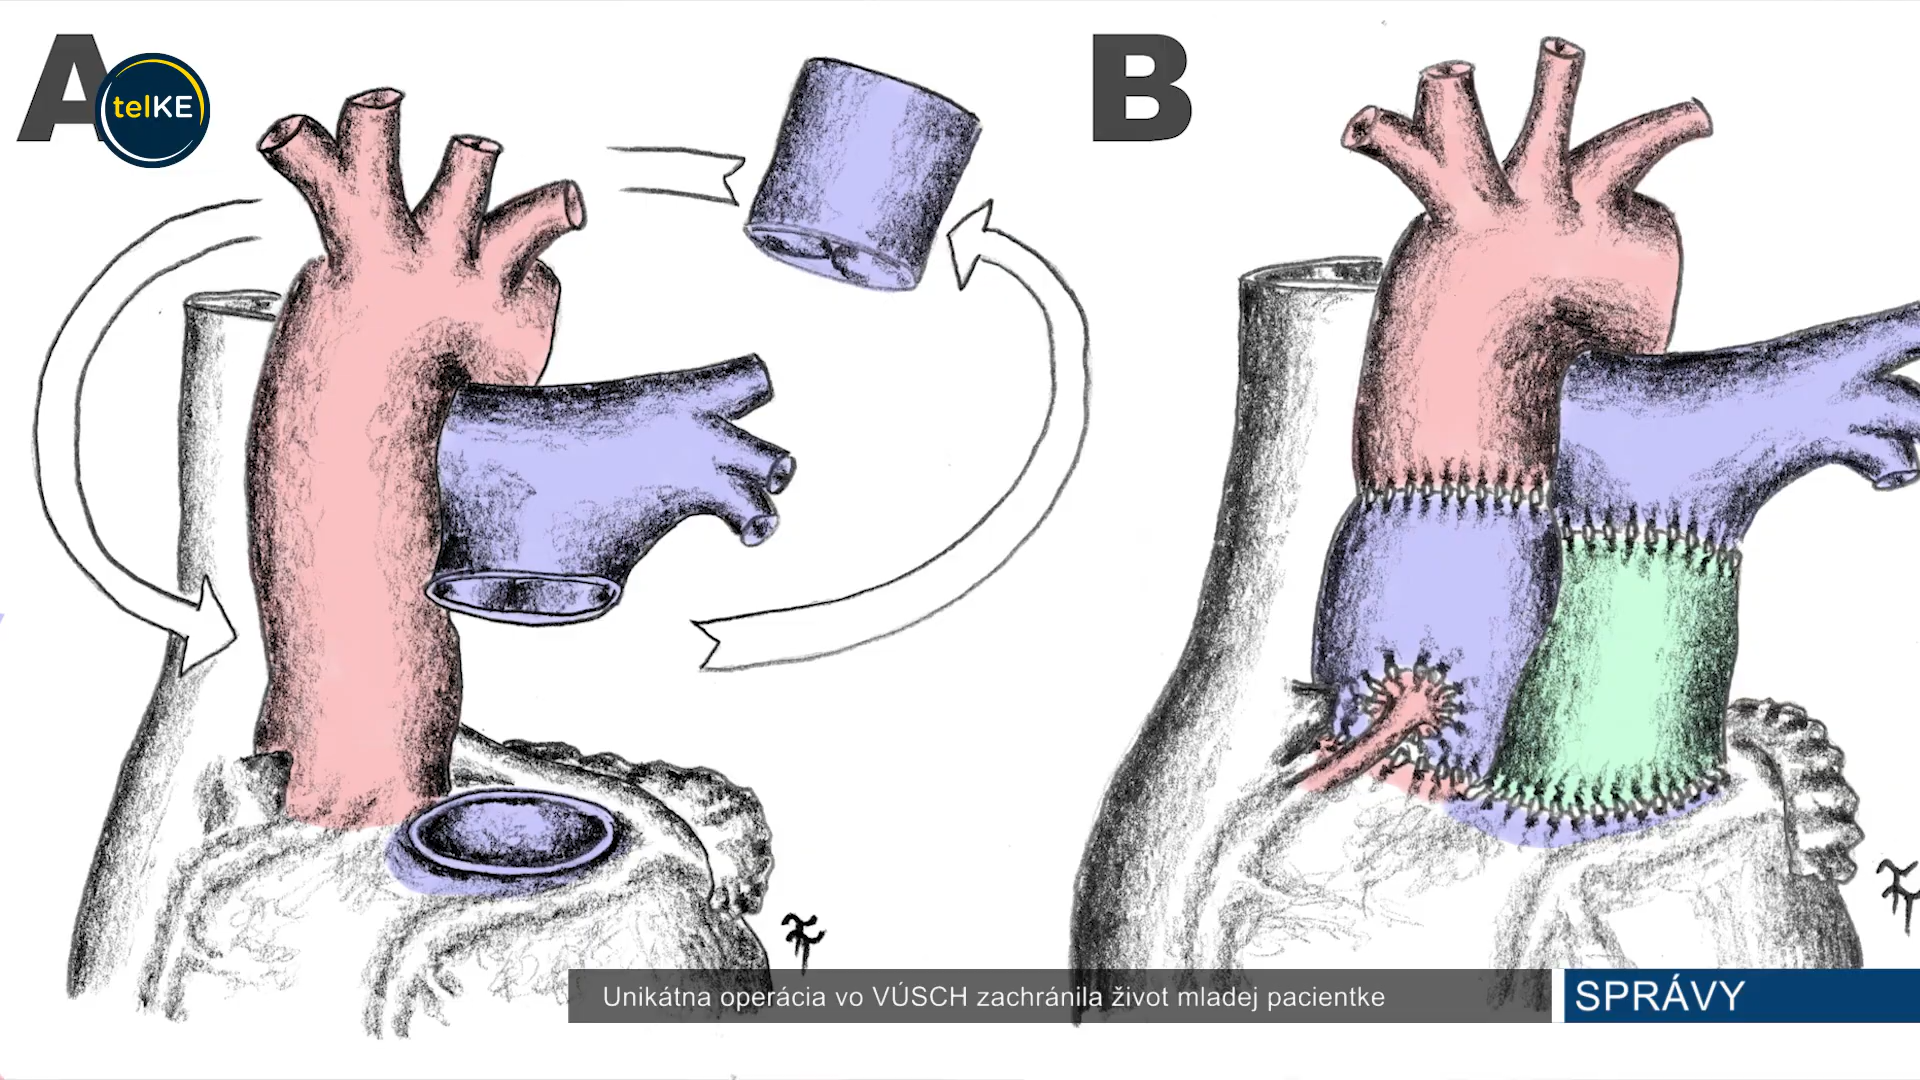 A
telKE
B
Unikátna operácia vo VÚSCH zachránila život mladej pacientke
SPRÁVY